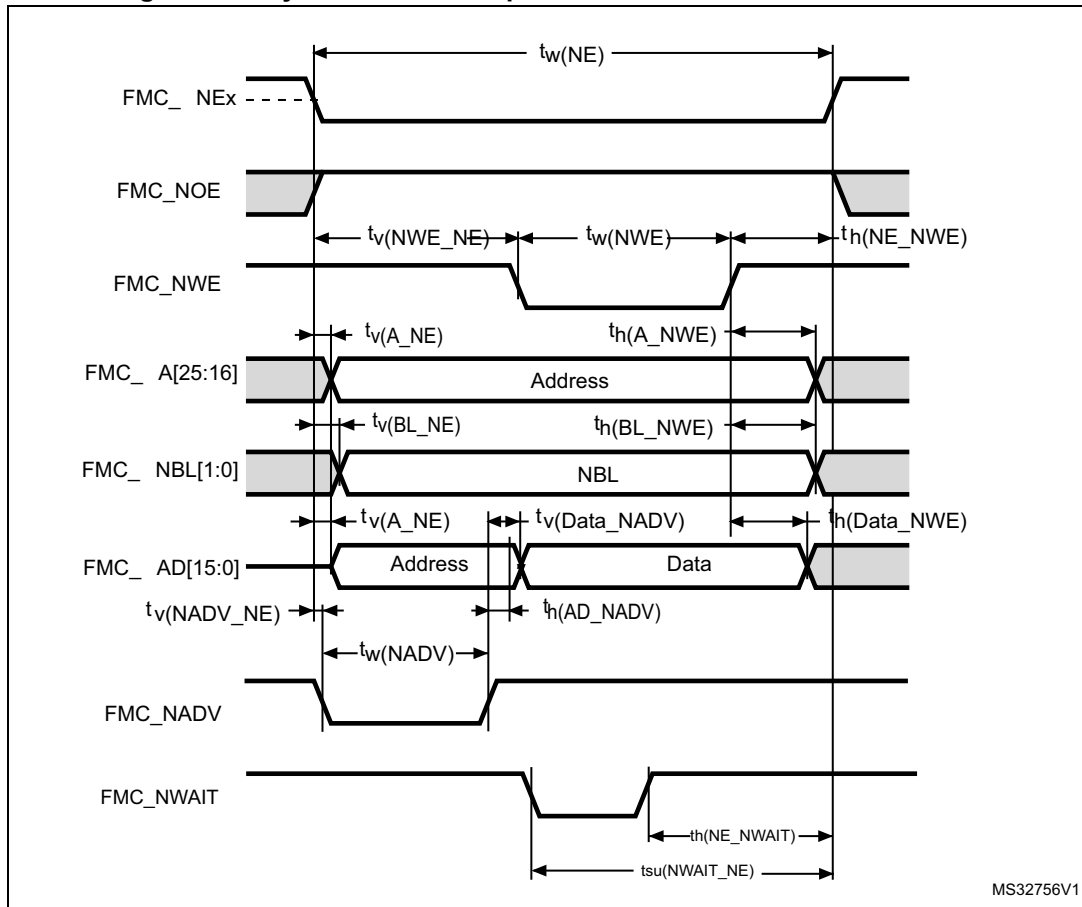 tw(NE)
FMC_ NEx
FMC_NOE
tv(NWE_NE)
tw(NWE)
th(NE_NWE)
FMC_NWE
tv(A_NE)
th(A_NWE)
FMC_ A[25:16]
Address
tv(BL_NE)
th(BL_NWE)
FMC_ NBL[1:0]
NBL
tv(A_NE)
tv(Data_NADV)
th(Data_NWE)
FMC_ AD[15:0]
Address
Data
tv(NADV_NE)
th(AD_NADV)
tw(NADV)
FMC_NADV
FMC_NWAIT
th(NE_NWAIT)
tsu(NWAIT_NE)
MS32756V1